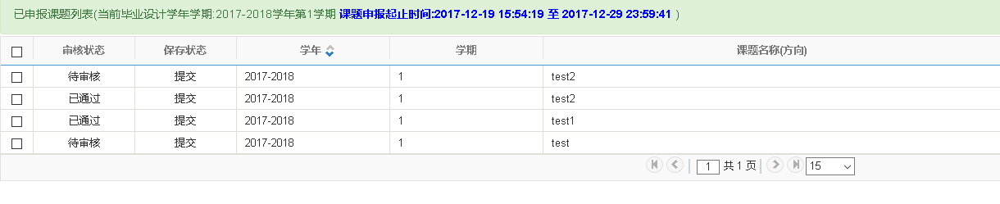 已申报课题列表(当前毕业设计学年学期:2017-2018学年第1学期 课题申报起止时间:2017-12-19 15:54:19 至 2017-12-29 23:59:41 )
审核状态 保存状态 学年 学期 课题名称(方向)
待审核 提交 2017-2018 1 test2
已通过 提交 2017-2018 1 test2
已通过 提交 2017-2018 1 test1
待审核 提交 2017-2018 1 test
1 共 1 页 15